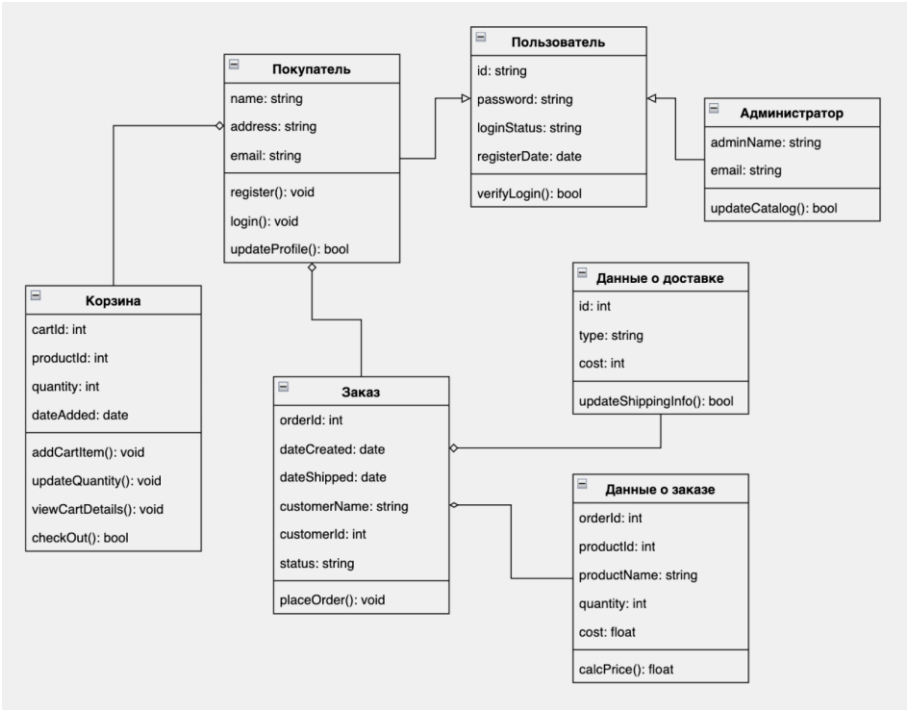 Пользователь
id: string
password: string
loginStatus: string
registerDate: date
verifyLogin(): bool
Покупатель
name: string
address: string
email: string
register(): void
login(): void
updateProfile(): bool
Администратор
adminName: string
email: string
updateCatalog(): bool
Корзина
cartId: int
productId: int
quantity: int
dateAdded: date
addCartItem(): void
updateQuantity(): void
viewCartDetails(): void
checkOut(): bool
Данные о доставке
id: int
type: string
cost: int
updateShippingInfo(): bool
Заказ
orderId: int
dateCreated: date
dateShipped: date
customerName: string
customerId: int
status: string
placeOrder(): void
Данные о заказе
orderId: int
productId: int
productName: string
quantity: int
cost: float
calcPrice(): float